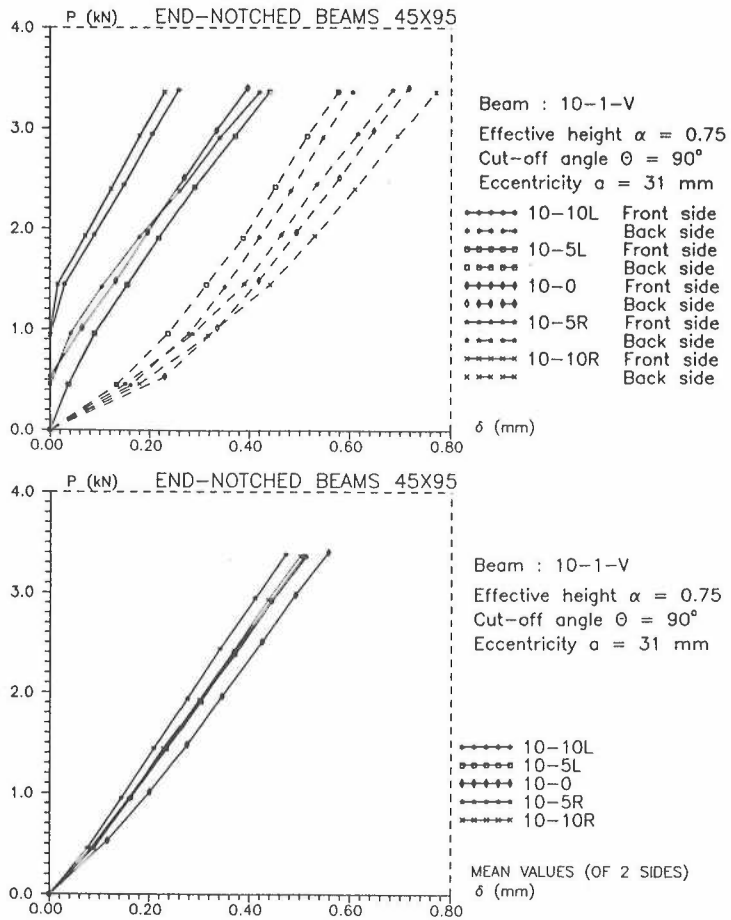 P (kN) END-NOTCHED BEAMS 45X95
4.0
3.0
2.0
1.0
0.0
0.00 0.20 0.40 0.60 0.80
δ (mm)
Beam : 10-1-V
Effective height α = 0.75
Cut-off angle Θ = 90°
Eccentricity a = 31 mm
10-10L Front side
Back side
10-5L Front side
Back side
10-0 Front side
Back side
10-5R Front side
Back side
10-10R Front side
Back side
P (kN) END-NOTCHED BEAMS 45X95
4.0
3.0
2.0
1.0
0.0
0.00 0.20 0.40 0.60 0.80
Beam : 10-1-V
Effective height α = 0.75
Cut-off angle Θ = 90°
Eccentricity a = 31 mm
10-10L
10-5L
10-0
10-5R
10-10R
MEAN VALUES (OF 2 SIDES)
δ (mm)